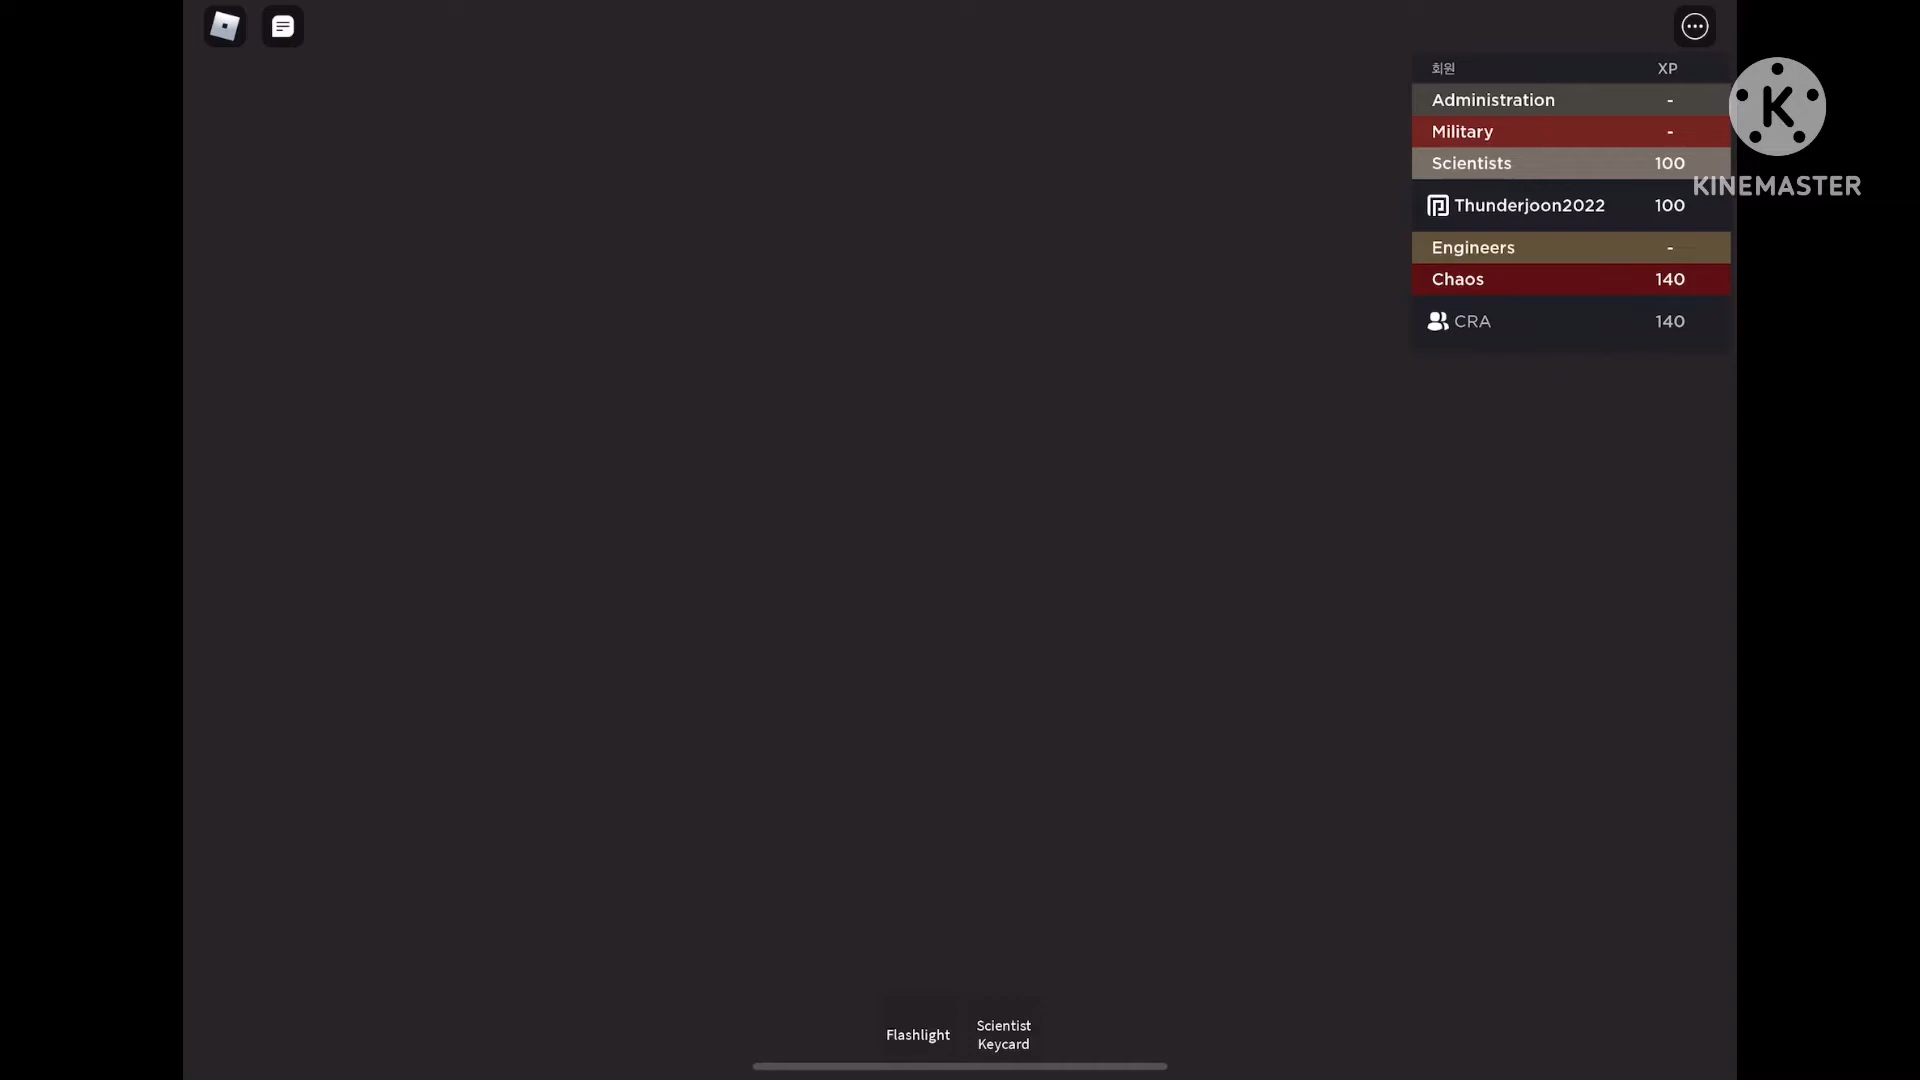 회원 XP
Administration -
Military -
Scientists 100
Thunderjoon2022 100
Engineers -
Chaos 140
CRA 140
K
KINEMASTER
Flashlight
Scientist
Keycard